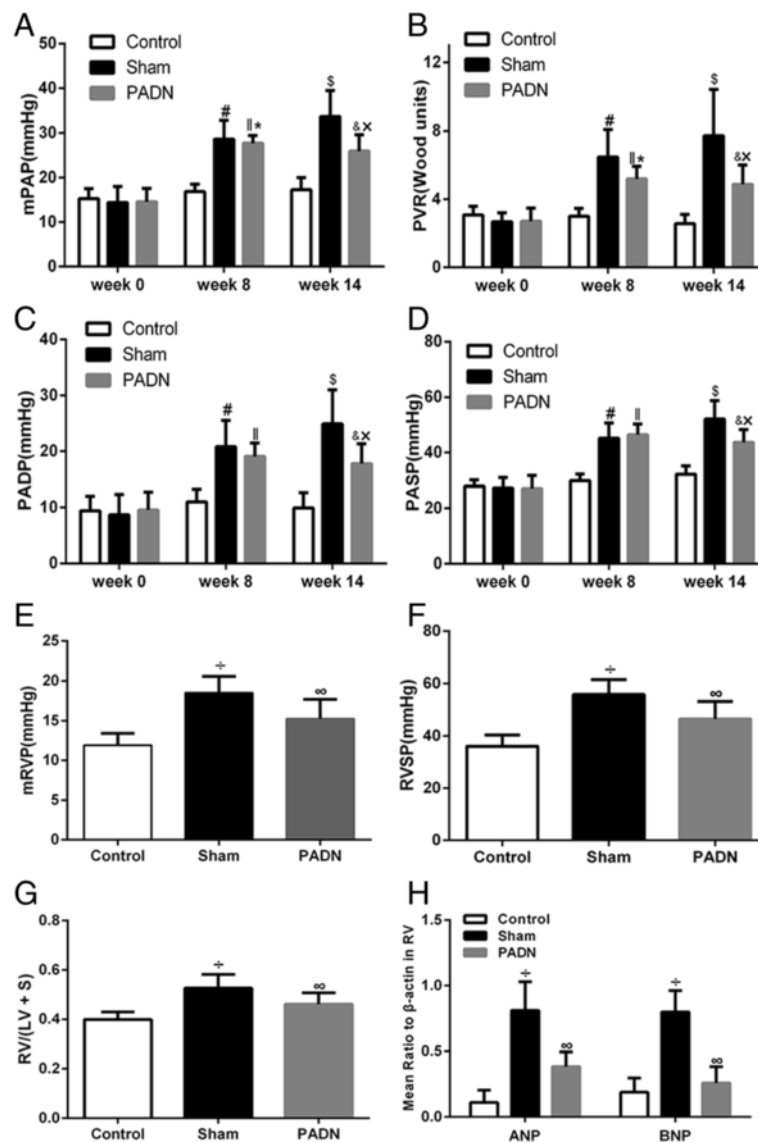 A
mPAP(mmHg)
50
40
30
20
10
0
Control
Sham
PADN
#
||*
$
&×
week 0
week 8
week 14
B
PVR(Wood units)
12
8
4
0
Control
Sham
PADN
#
||*
$
&×
week 0
week 8
week 14
C
PADP(mmHg)
40
30
20
10
0
Control
Sham
PADN
#
||
$
&×
week 0
week 8
week 14
D
PASP(mmHg)
80
60
40
20
0
Control
Sham
PADN
#
||
$
&×
week 0
week 8
week 14
E
mRVP(mmHg)
25
20
15
10
5
0
÷
∞
Control
Sham
PADN
F
RVSP(mmHg)
80
60
40
20
0
÷
∞
Control
Sham
PADN
G
RV/(LV + S)
0.8
0.6
0.4
0.2
0.0
÷
∞
Control
Sham
PADN
H
Mean Ratio to β-actin in RV
1.5
1.0
0.5
0.0
Control
Sham
PADN
÷
∞
÷
∞
ANP
BNP